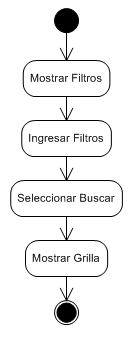 Mostrar Filtros
Ingresar Filtros
Seleccionar Buscar
Mostrar Grilla